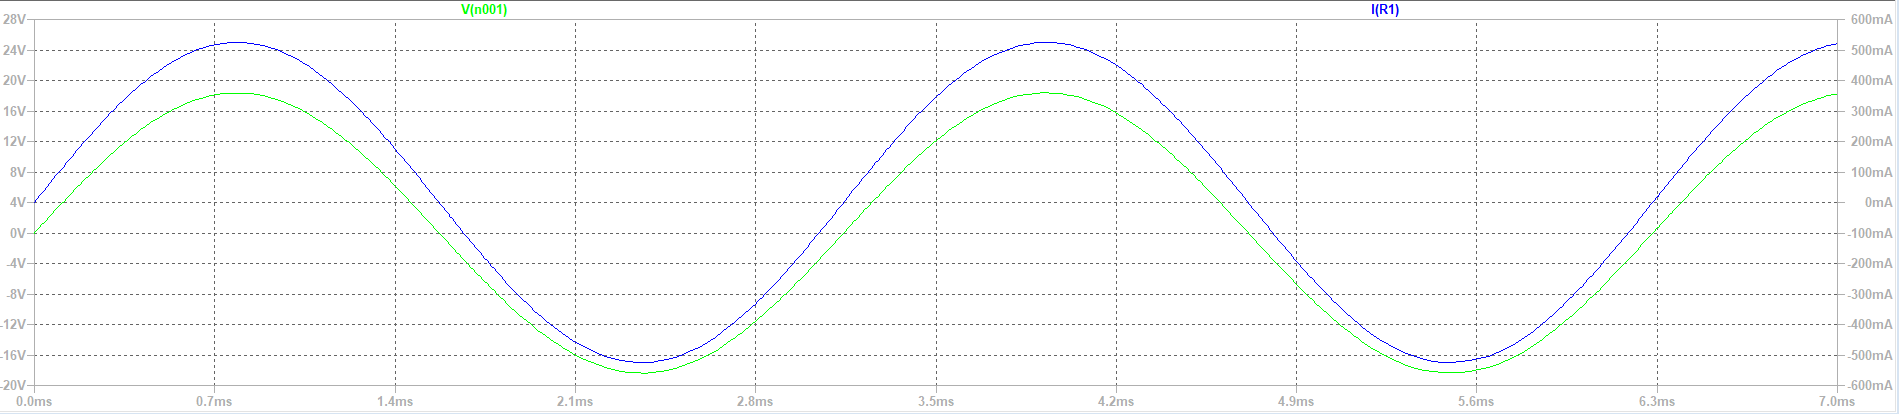 V(n001) I(R1)
28V 600mA
24V 500mA
20V 400mA
16V 300mA
12V 200mA
8V 100mA
4V 0mA
0V -100mA
-4V -200mA
-8V -300mA
-12V -400mA
-16V -500mA
-20V -600mA
0.0ms 0.7ms 1.4ms 2.1ms 2.8ms 3.5ms 4.2ms 4.9ms 5.6ms 6.3ms 7.0ms